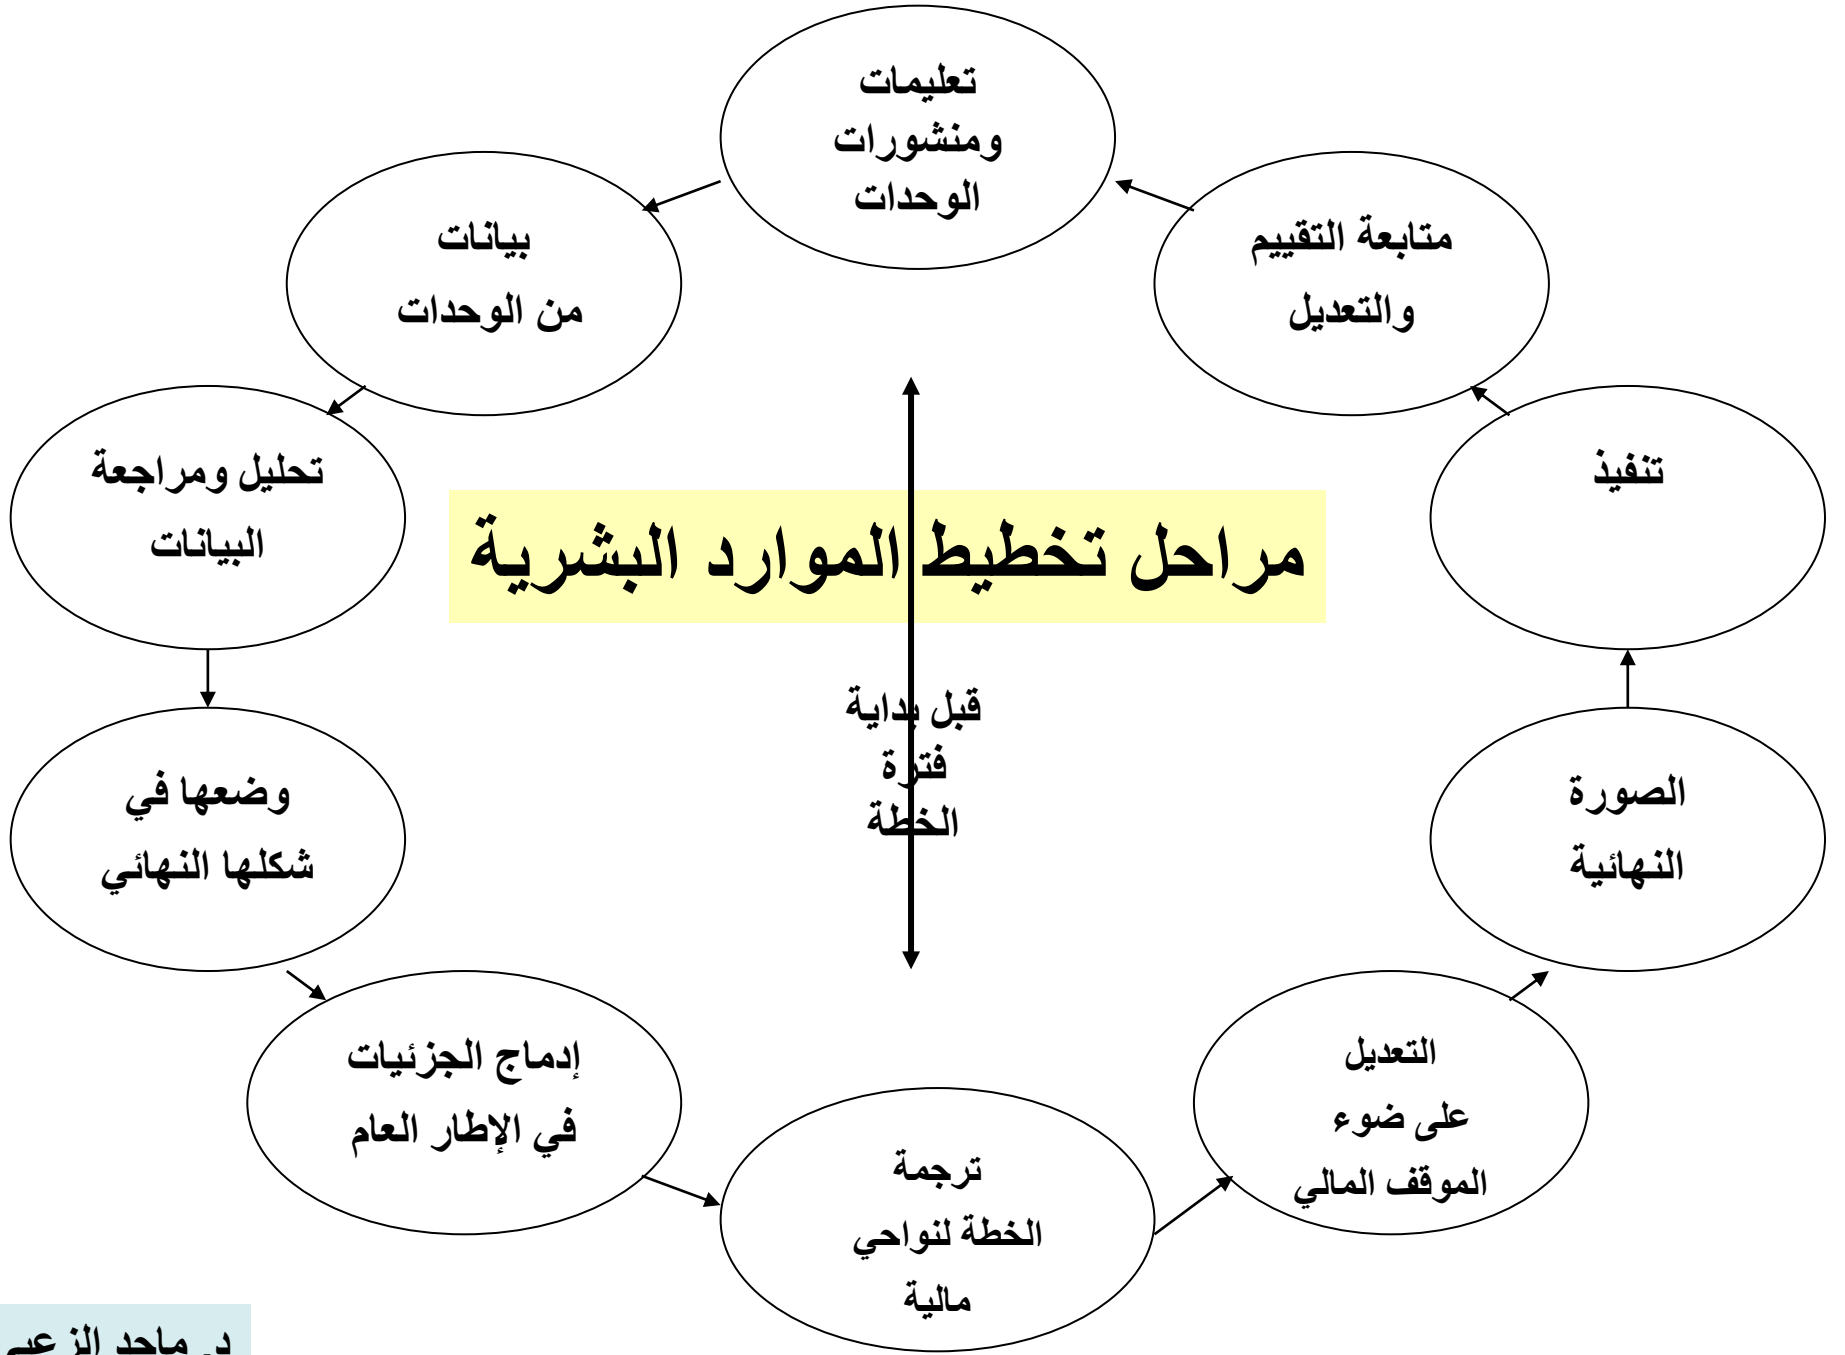 تعليمات
ومنشورات
الوحدات
بيانات
من الوحدات
تحليل ومراجعة
البيانات
وضعها في
شكلها النهائي
إدماج الجزئيات
في الإطار العام
ترجمة
الخطة لنواحي
مالية
التعديل
على ضوء
الموقف المالي
الصورة
النهائية
تنفيذ
متابعة التقييم
والتعديل
مراحل تخطيط الموارد البشرية
قبل بداية
فترة
الخطة
د. ماجد الزعبي